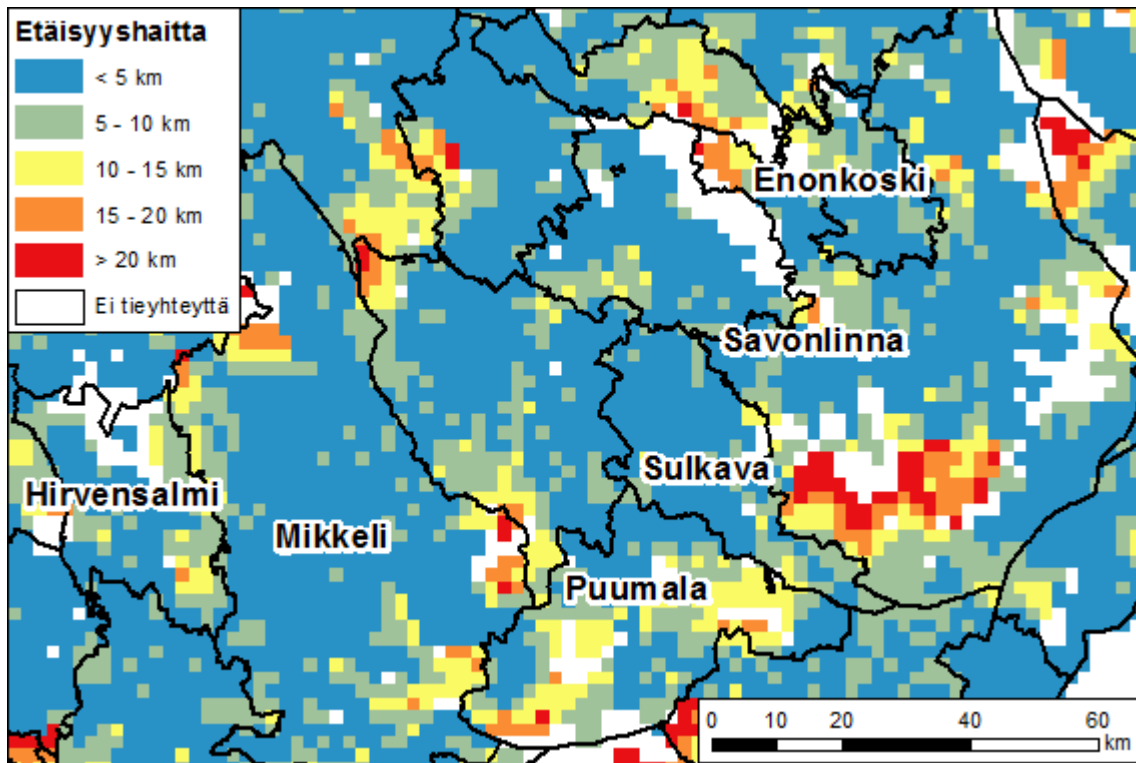 Etäisyyshaitta
< 5 km
5 - 10 km
10 - 15 km
15 - 20 km
> 20 km
Ei tieyhteyttä
Enonkoski
Savonlinna
Sulkava
Hirvensalmi
Mikkeli
Puumala
0 10 20 40 60
km